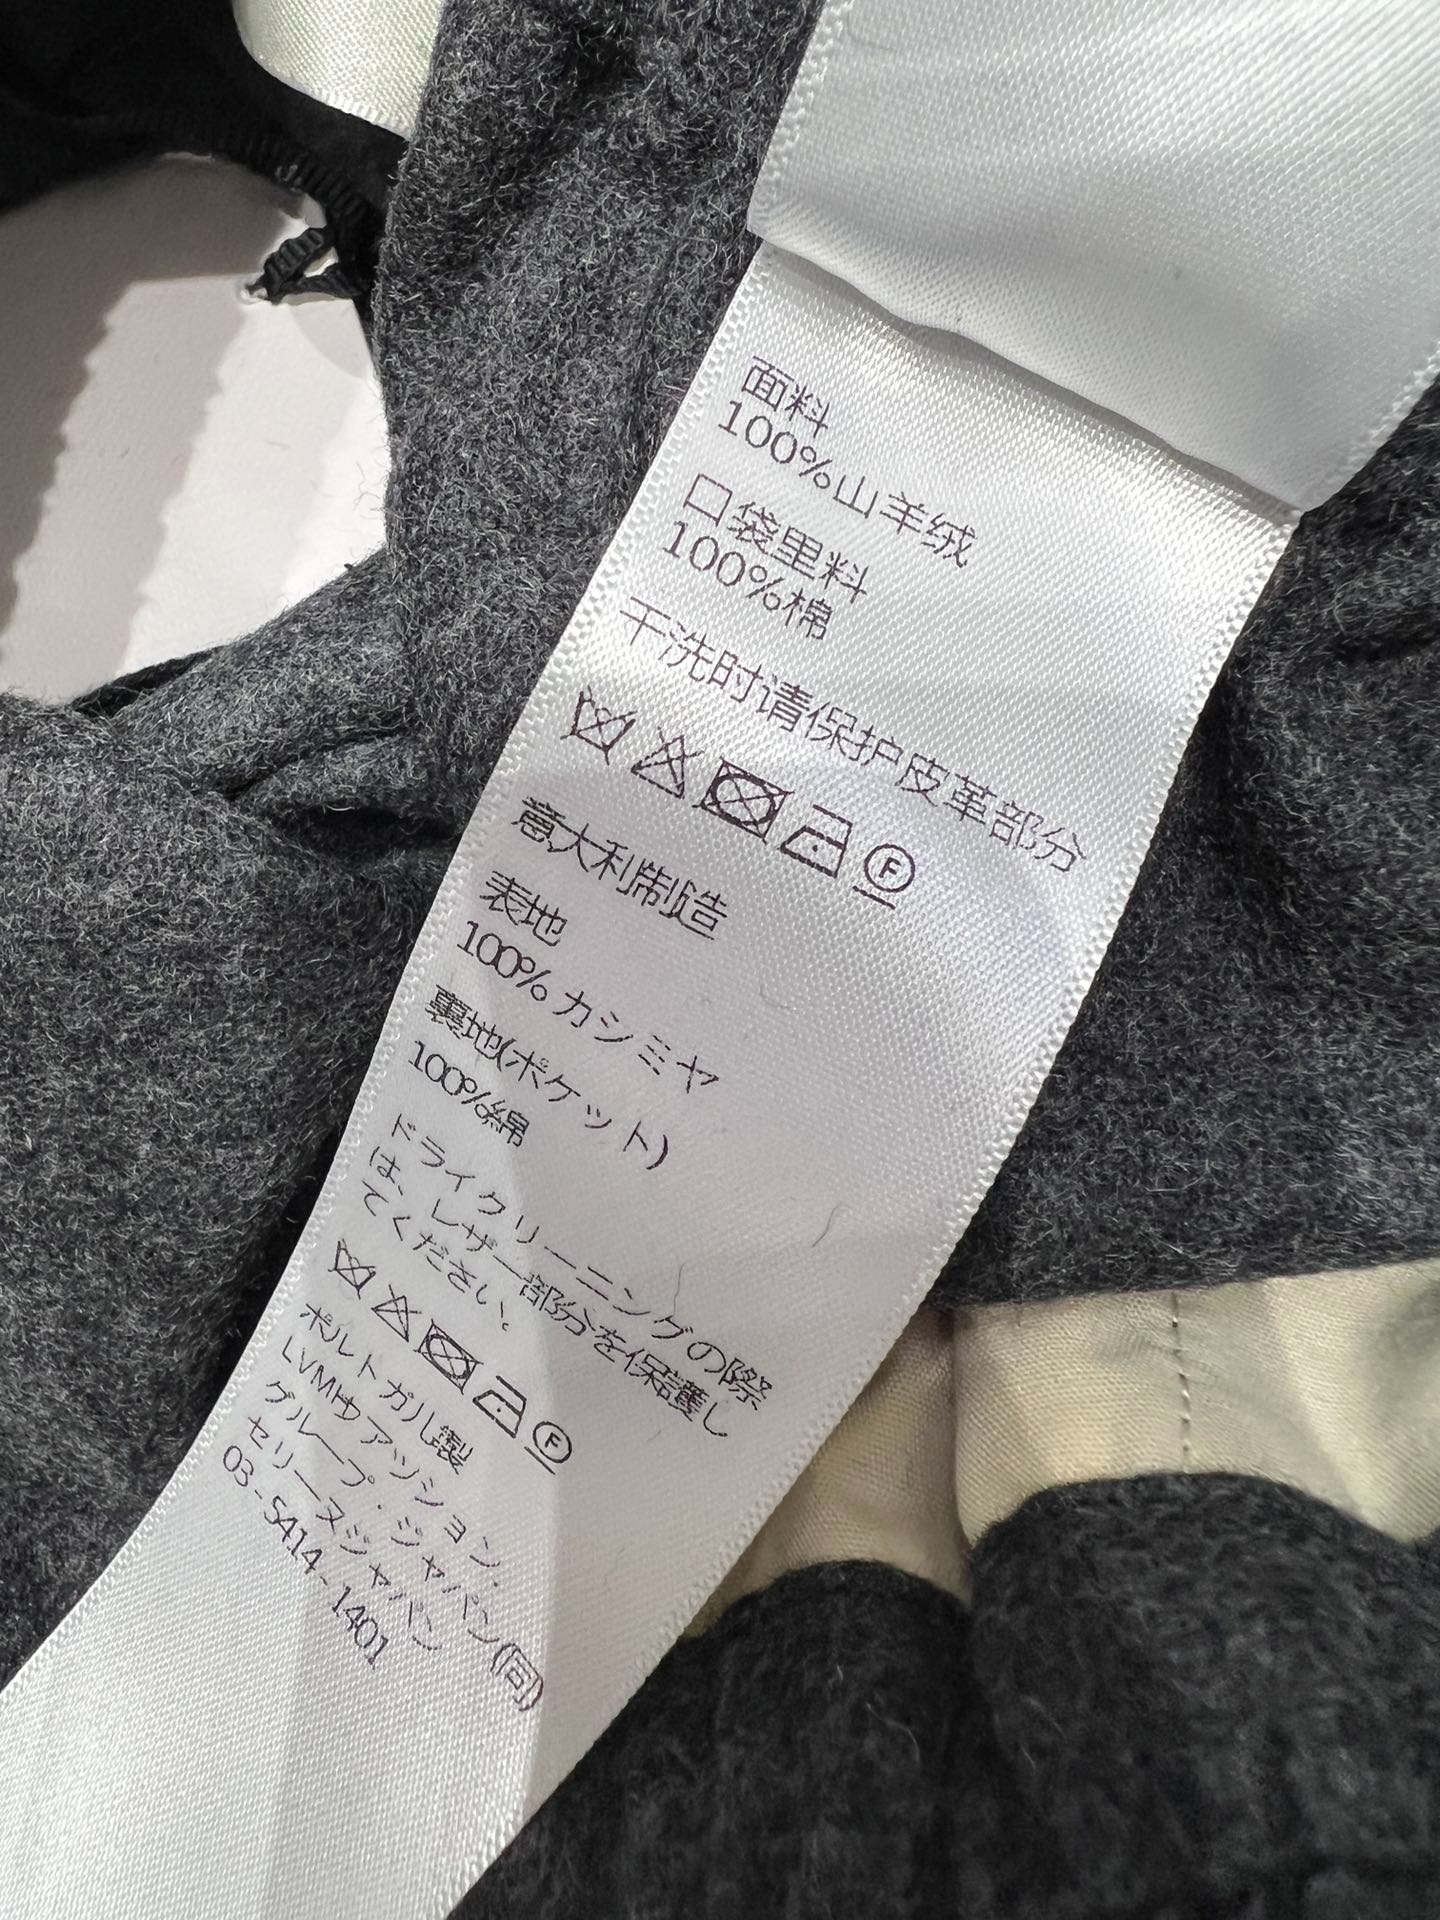 面料
100%山羊绒
口袋里料
100%棉
干洗时请保护皮革部分
F
意大利制造
表地
100% カシミヤ
裏地(ポケット)
100%綿
ドライクリーニングの際
は、レザー部分を保護し
てください。
F
ポルトガル製
LVMHウアッション.
グループ.ジャパン(同)
セリーヌジャパン
03-5414-1401